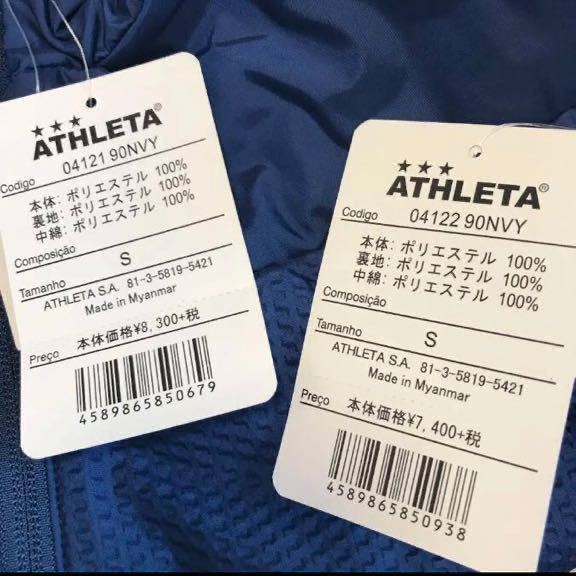 ★★★
ATHLETA®
04121 90NVY
Codigo
本体: ポリエステル 100%
裏地: ポリエステル 100%
中綿: ポリエステル 100%
Composição
S
Tamanho
ATHLETA S.A. 81-3-5819-5421
Made in Myanmar
Preço 本体価格¥8,300+税
4589865850679
★★★
ATHLETA®
Codigo 04122 90NVY
本体: ポリエステル 100%
裏地: ポリエステル 100%
中綿: ポリエステル 100%
Composição
Tamanho S
ATHLETA S.A. 81-3-5819-5421
Made in Myanmar
Preço 本体価格¥7,400+税
4589865850938